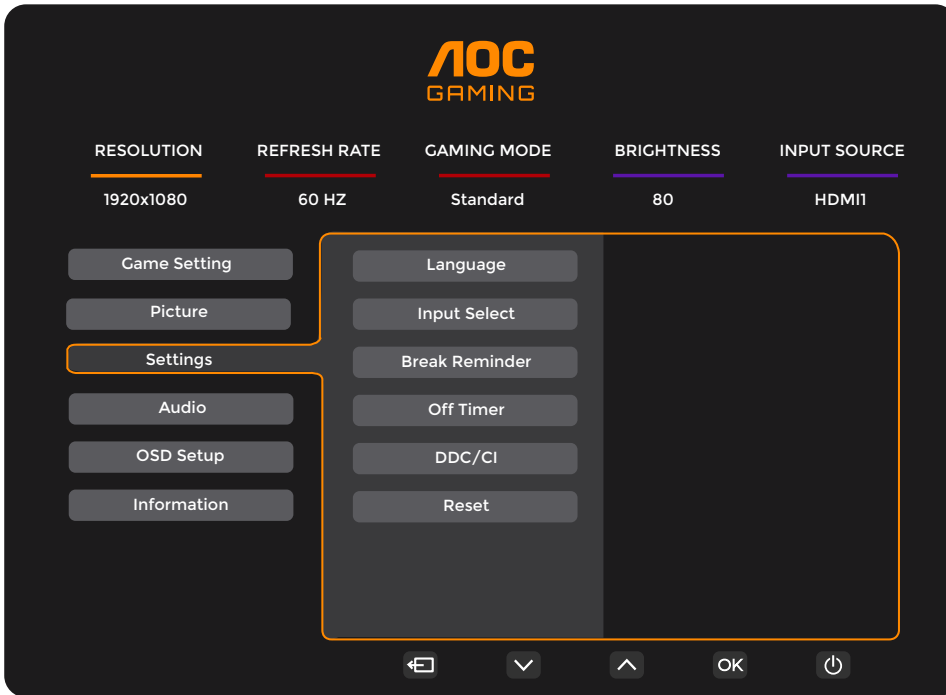 AOC
GAMING
RESOLUTION REFRESH RATE GAMING MODE BRIGHTNESS INPUT SOURCE
1920x1080 60 HZ Standard 80 HDMI1
Game Setting
Picture
Settings
Audio
OSD Setup
Information
Language
Input Select
Break Reminder
Off Timer
DDC/CI
Reset
OK